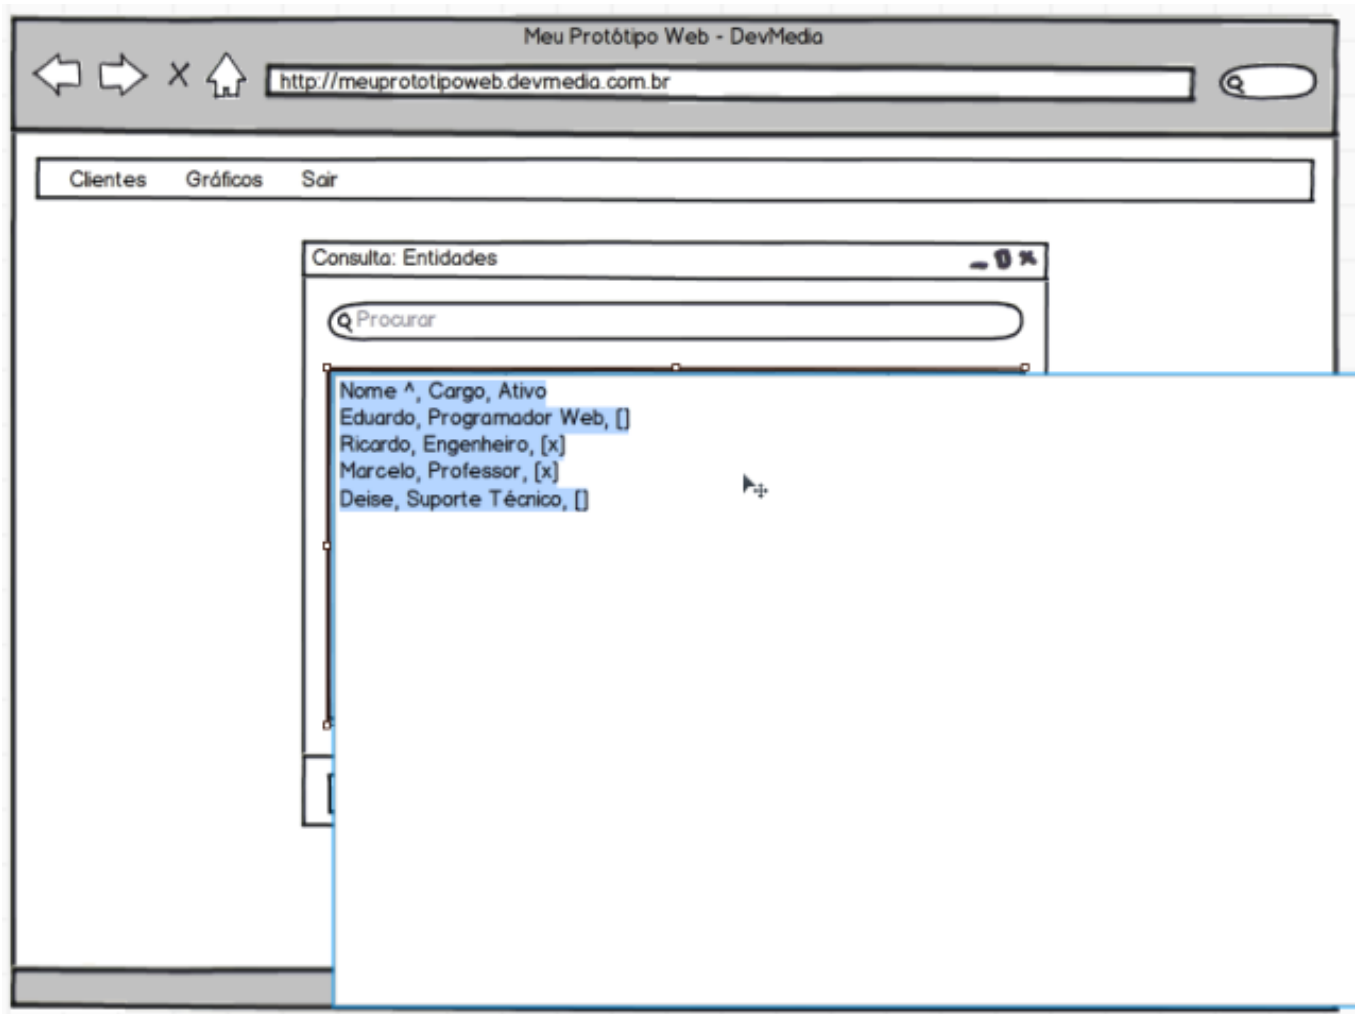 Meu Protótipo Web - DevMedia
http://meuprototipoweb.devmedia.com.br
Clientes Gráficos Sair
Consulta: Entidades
Procurar
Nome ^, Cargo, Ativo
Eduardo, Programador Web, []
Ricardo, Engenheiro, [x]
Marcelo, Professor, [x]
Deise, Suporte Técnico, []